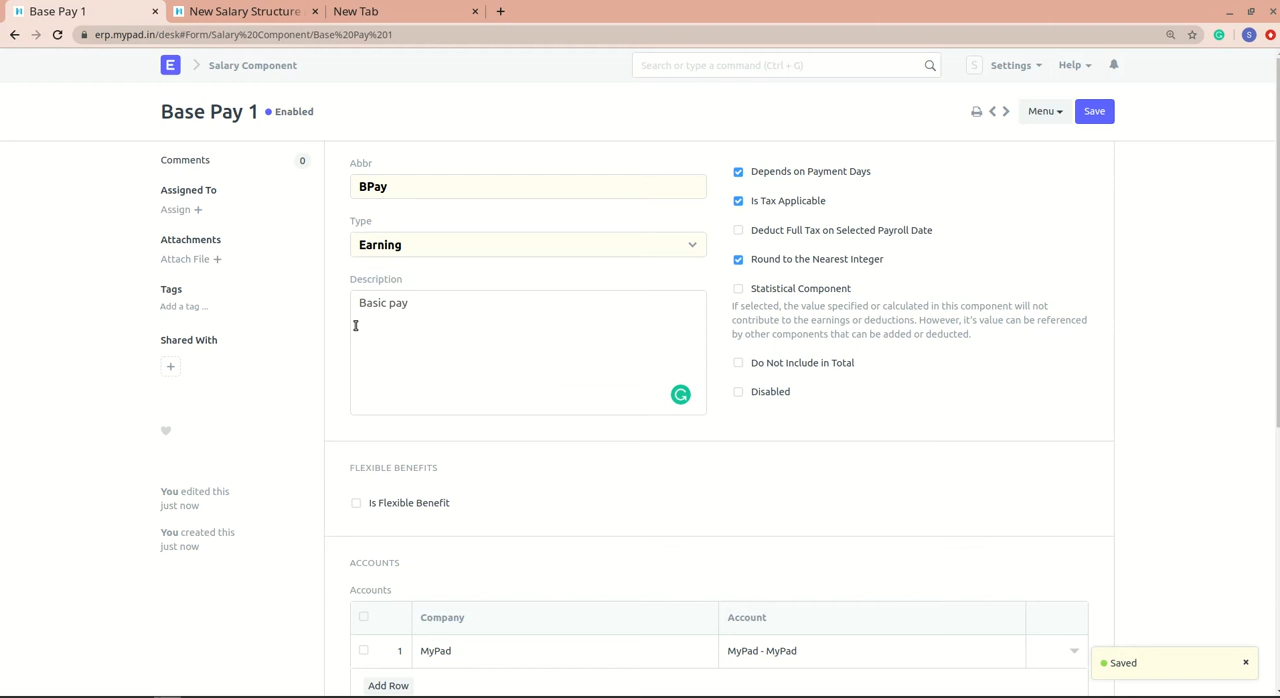 Base Pay 1
New Salary Structure
New Tab
erp.mypad.in/desk#Form/Salary%20Component/Base%20Pay%201
S
E
Salary Component
Search or type a command (Ctrl + G)
S
Settings
Help
Base Pay 1
Enabled
Menu
Save
Comments
0
Assigned To
Assign +
Attachments
Attach File +
Tags
Add a tag ...
Shared With
+
You edited this
just now
You created this
just now
Abbr
BPay
Type
Earning
Description
Basic pay
Depends on Payment Days
Is Tax Applicable
Deduct Full Tax on Selected Payroll Date
Round to the Nearest Integer
Statistical Component
If selected, the value specified or calculated in this component will not
contribute to the earnings or deductions. However, it's value can be referenced
by other components that can be added or deducted.
Do Not Include in Total
Disabled
FLEXIBLE BENEFITS
Is Flexible Benefit
ACCOUNTS
Accounts
Company
Account
1
MyPad
MyPad - MyPad
Add Row
Saved